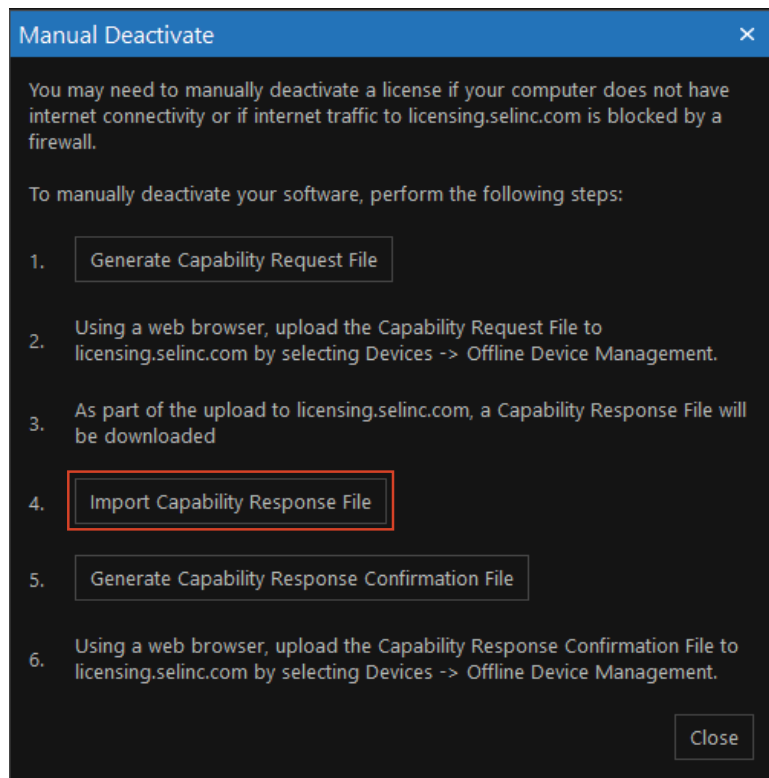 Manual Deactivate
You may need to manually deactivate a license if your computer does not have
internet connectivity or if internet traffic to licensing.selinc.com is blocked by a
firewall.
To manually deactivate your software, perform the following steps:
1. Generate Capability Request File
2. Using a web browser, upload the Capability Request File to
licensing.selinc.com by selecting Devices -> Offline Device Management.
3. As part of the upload to licensing.selinc.com, a Capability Response File will
be downloaded
4. Import Capability Response File
5. Generate Capability Response Confirmation File
6. Using a web browser, upload the Capability Response Confirmation File to
licensing.selinc.com by selecting Devices -> Offline Device Management.
Close